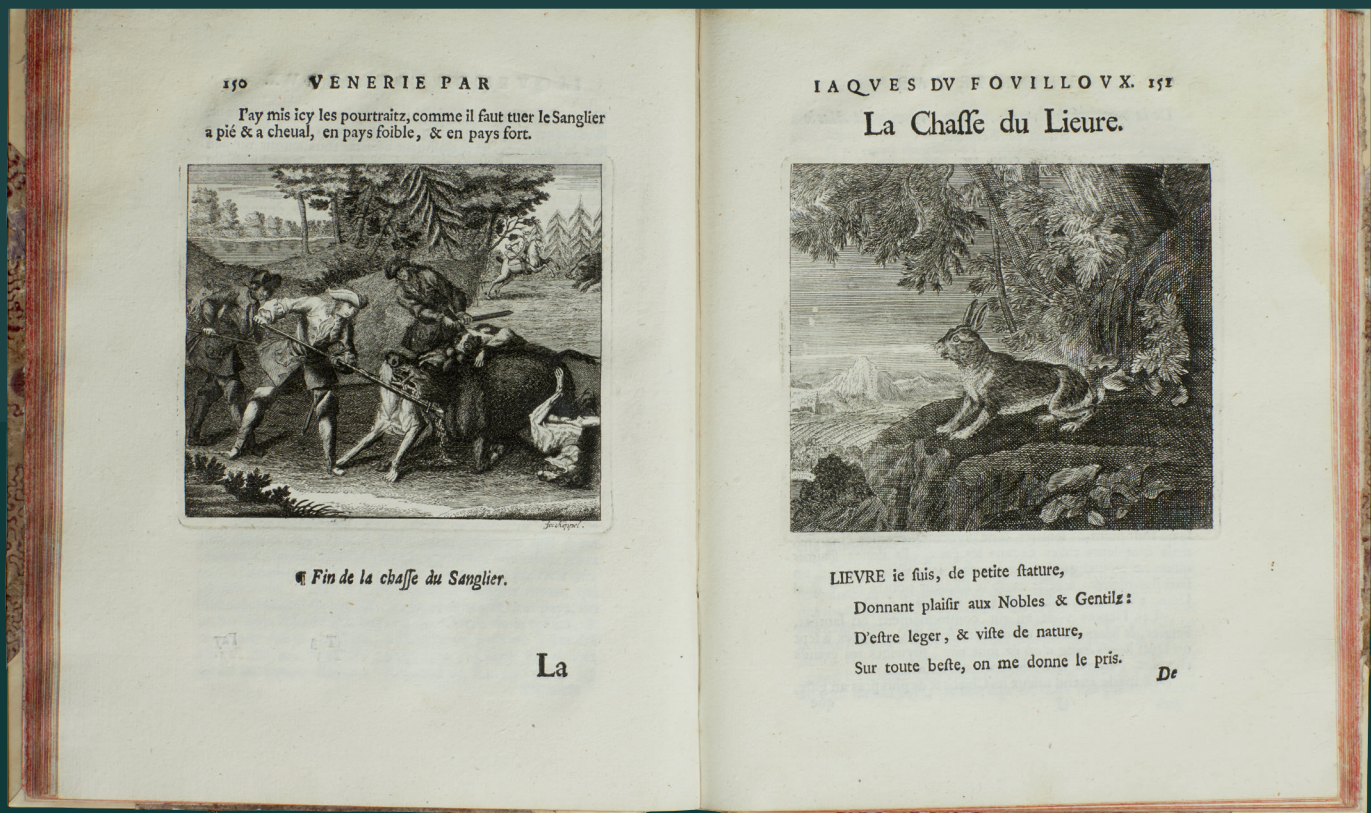 150 VENERIE PAR
I'ay mis icy les pourtraitz, comme il faut tuer le Sanglier
a pié & a cheual, en pays foible, & en pays fort.
¶ Fin de la chaſſe du Sanglier.
La
IAQVES DV FOVILLOVX. 151
La Chaſſe du Lieure.
LIEVRE ie ſuis, de petite ſtature,
Donnant plaiſir aux Nobles & Gentilz:
D'eſtre leger, & viſte de nature,
Sur toute beſte, on me donne le pris.
De